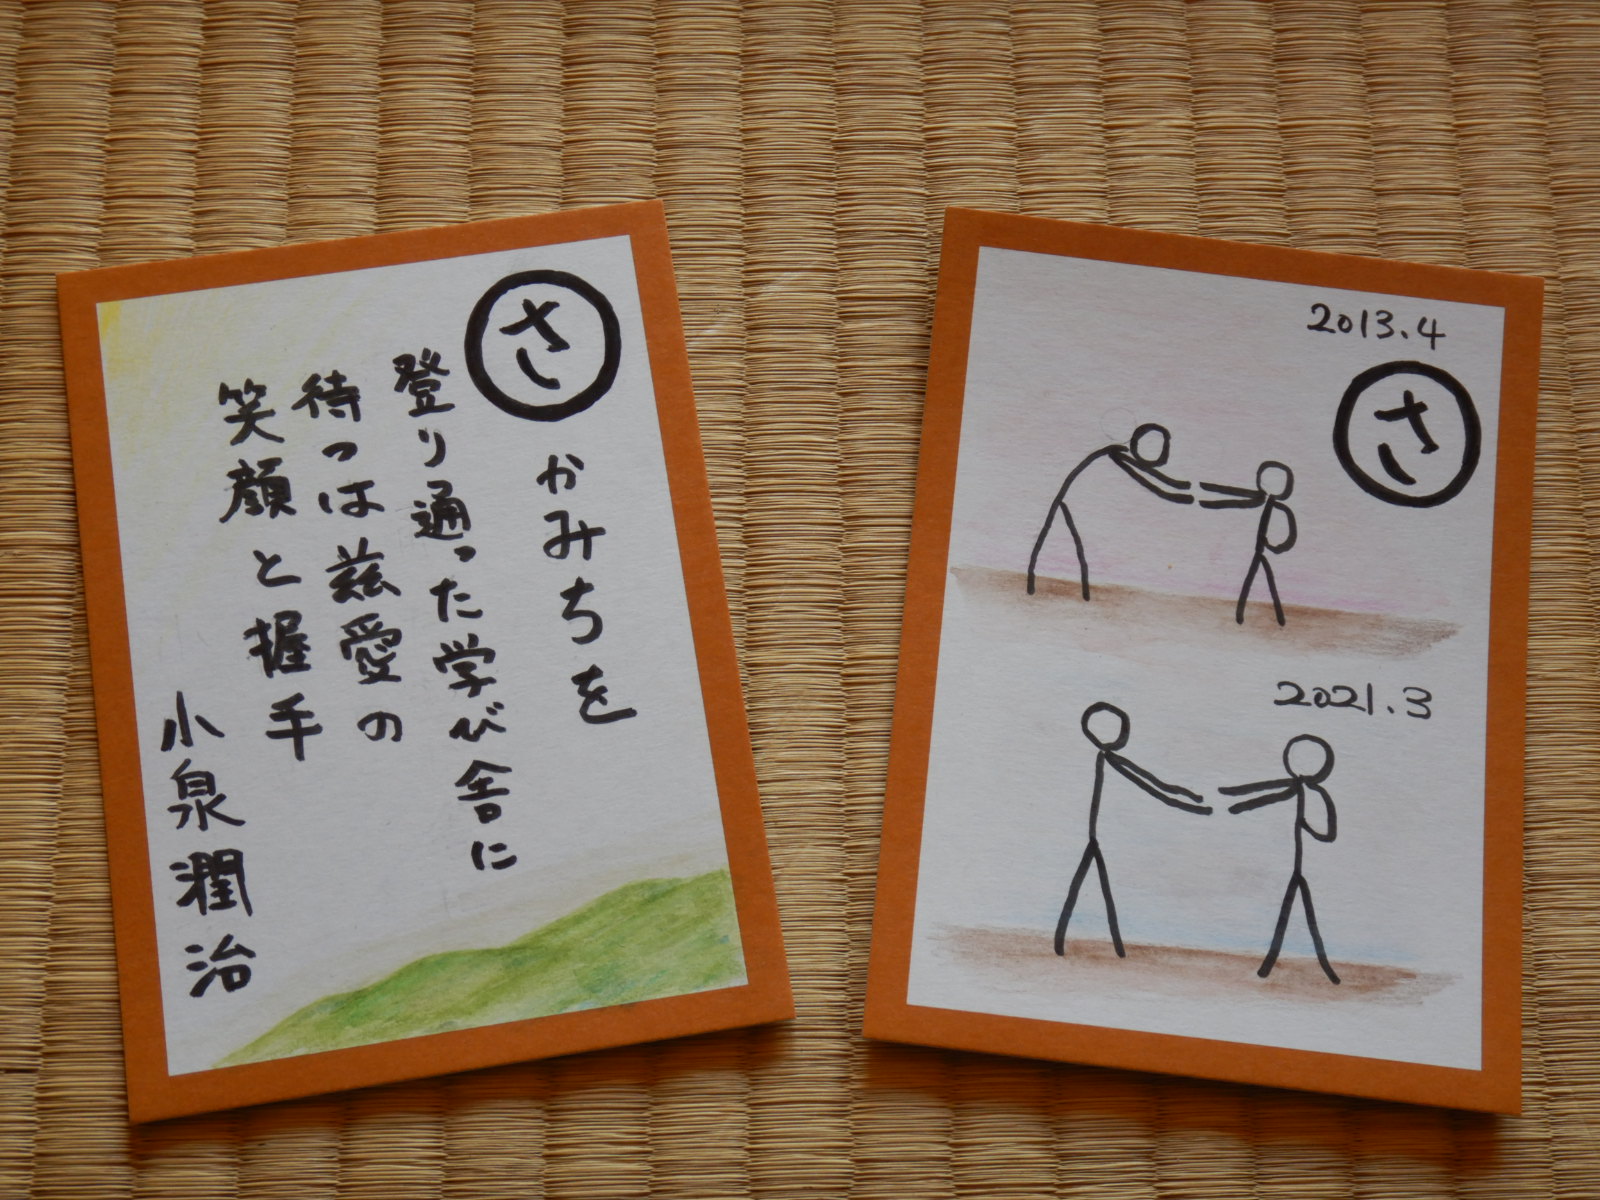 さ
かみちを
登り通った学び舎に
待つは慈愛の
笑顔と握手
小泉潤治
2013.4
さ
2021.3